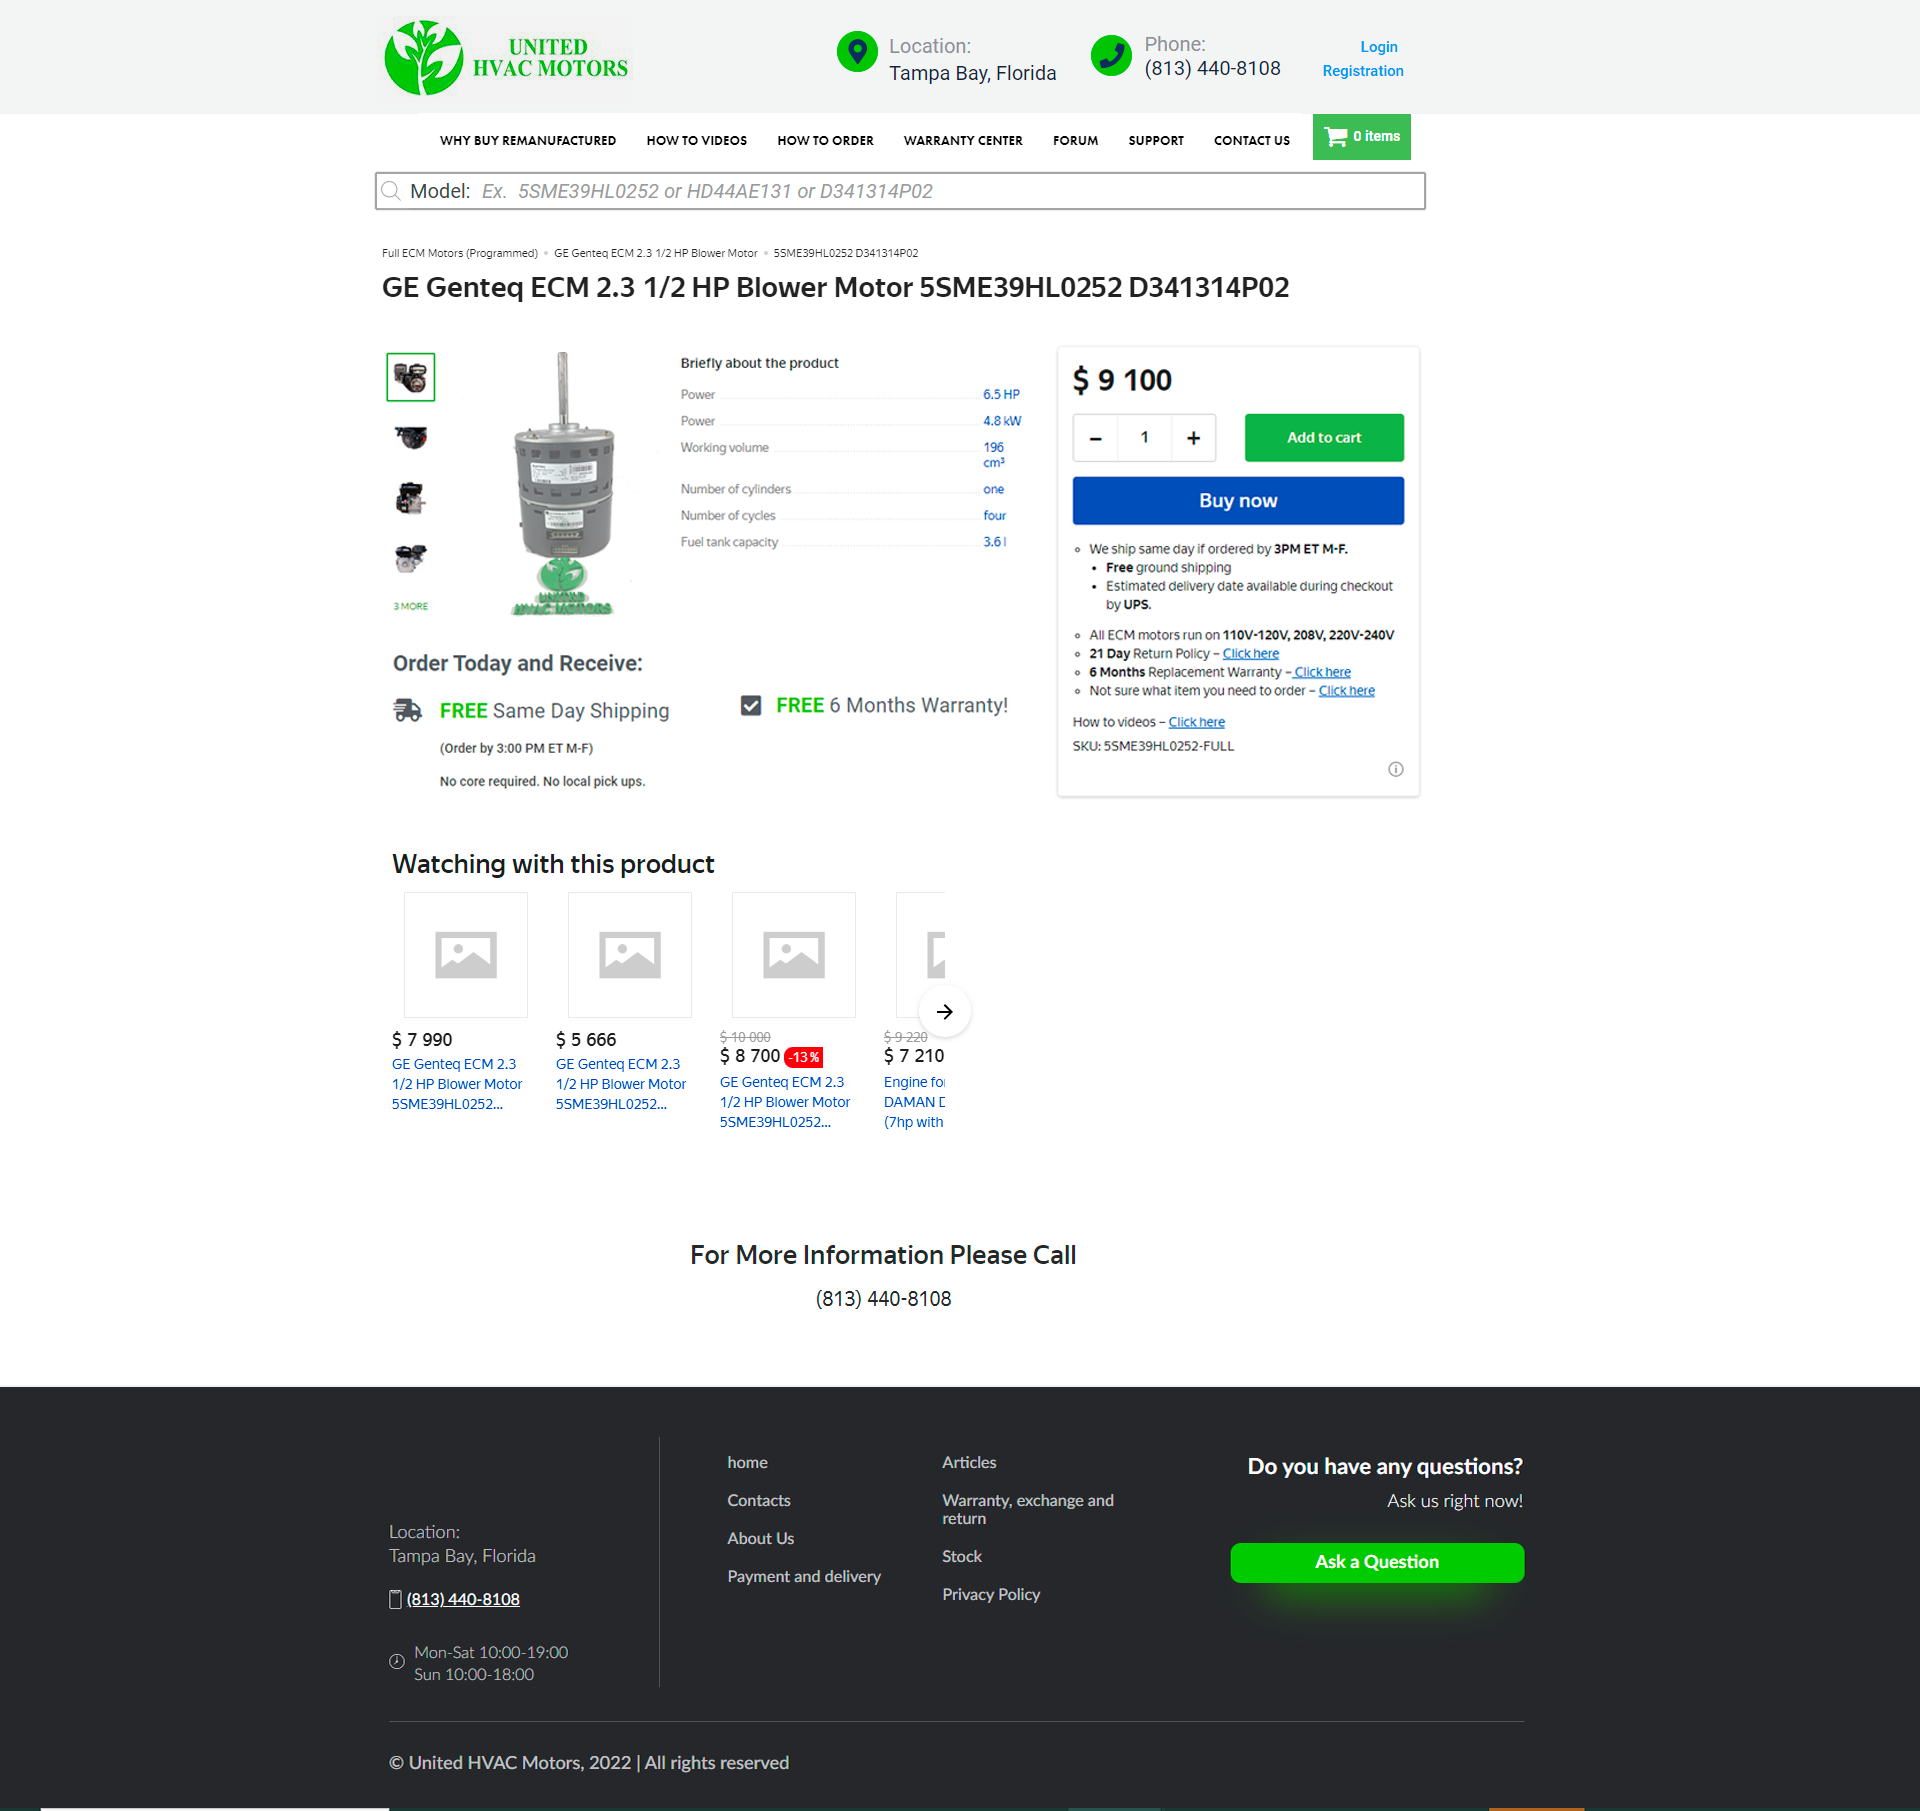 UNITED
HVAC MOTORS
Location:
Tampa Bay, Florida
Phone:
(813) 440-8108
Login
Registration
WHY BUY REMANUFACTURED
HOW TO VIDEOS
HOW TO ORDER
WARRANTY CENTER
FORUM
SUPPORT
CONTACT US
0 items
Model: Ex. 5SME39HL0252 or HD44AE131 or D341314P02
Full ECM Motors (Programmed) • GE Genteq ECM 2.3 1/2 HP Blower Motor • 5SME39HL0252 D341314P02
GE Genteq ECM 2.3 1/2 HP Blower Motor 5SME39HL0252 D341314P02
3 MORE
UNITED
HVAC MOTORS
Briefly about the product
Power 6.5 HP
Power 4.8 kW
Working volume 196
cm³
Number of cylinders one
Number of cycles four
Fuel tank capacity 3.6 l
$ 9 100
– 1 +
Add to cart
Buy now
We ship same day if ordered by 3PM ET M-F.
Free ground shipping
Estimated delivery date available during checkout
by UPS.
All ECM motors run on 110V-120V, 208V, 220V-240V
21 Day Return Policy – Click here
6 Months Replacement Warranty – Click here
Not sure what item you need to order – Click here
How to videos – Click here
SKU: 5SME39HL0252-FULL
Order Today and Receive:
FREE Same Day Shipping
(Order by 3:00 PM ET M-F)
No core required. No local pick ups.
FREE 6 Months Warranty!
Watching with this product
$ 7 990
GE Genteq ECM 2.3
1/2 HP Blower Motor
5SME39HL0252...
$ 5 666
GE Genteq ECM 2.3
1/2 HP Blower Motor
5SME39HL0252...
$ 10 000
$ 8 700 -13%
GE Genteq ECM 2.3
1/2 HP Blower Motor
5SME39HL0252...
$ 9 220
$ 7 210
Engine fo
DAMAN D
(7hp with
For More Information Please Call
(813) 440-8108
Location:
Tampa Bay, Florida
(813) 440-8108
Mon-Sat 10:00-19:00
Sun 10:00-18:00
home
Contacts
About Us
Payment and delivery
Articles
Warranty, exchange and
return
Stock
Privacy Policy
Do you have any questions?
Ask us right now!
Ask a Question
© United HVAC Motors, 2022 | All rights reserved